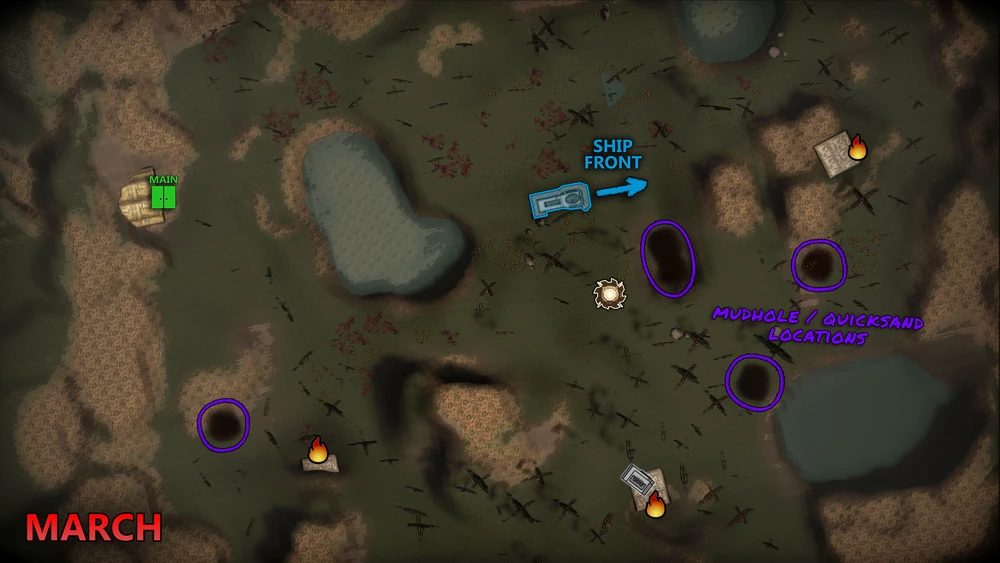 SHIP
FRONT
MAIN
MUDHOLE / QUICKSAND
LOCATIONS
MARCH